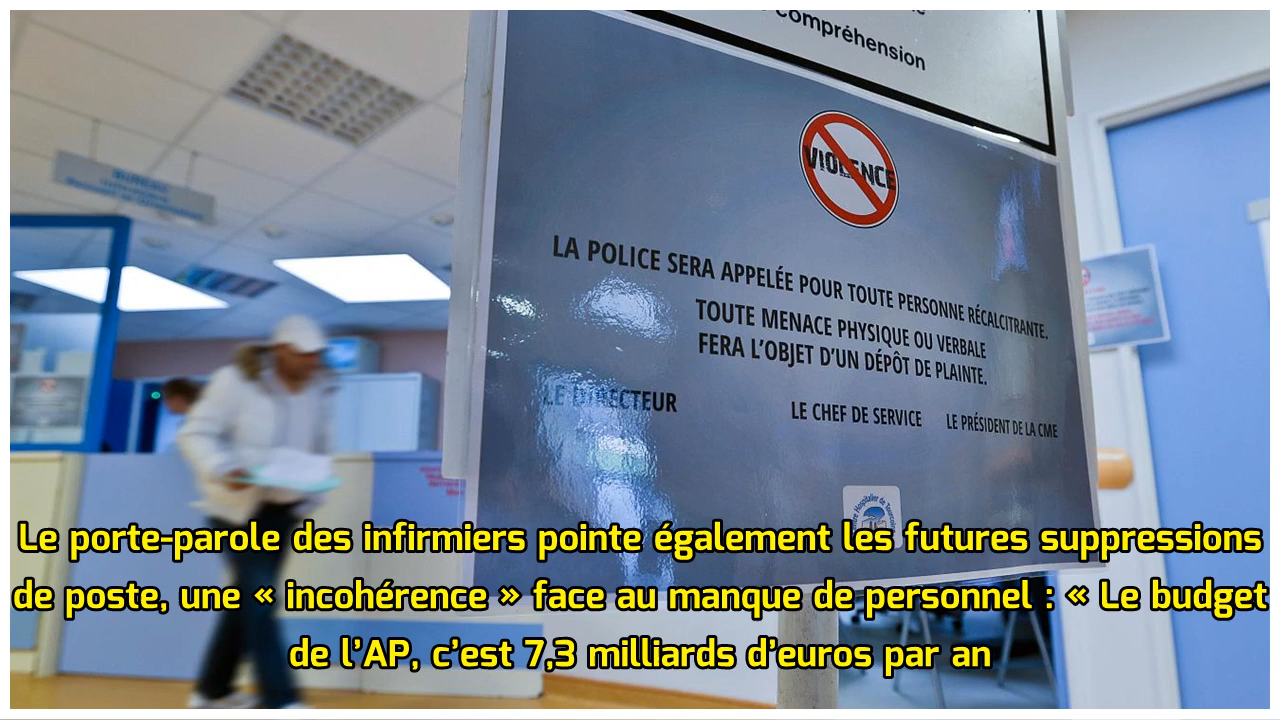 compréhension
VIOLENCE
LA POLICE SERA APPELÉE POUR TOUTE PERSONNE RÉCALCITRANTE.
TOUTE MENACE PHYSIQUE OU VERBALE
FERA L'OBJET D'UN DÉPÔT DE PLAINTE.
LE DIRECTEUR LE CHEF DE SERVICE LE PRÉSIDENT DE LA CME
BUREAU
Le porte-parole des infirmiers pointe également les futures suppressions
de poste, une « incohérence » face au manque de personnel : « Le budget
de l’AP, c’est 7,3 milliards d’euros par an